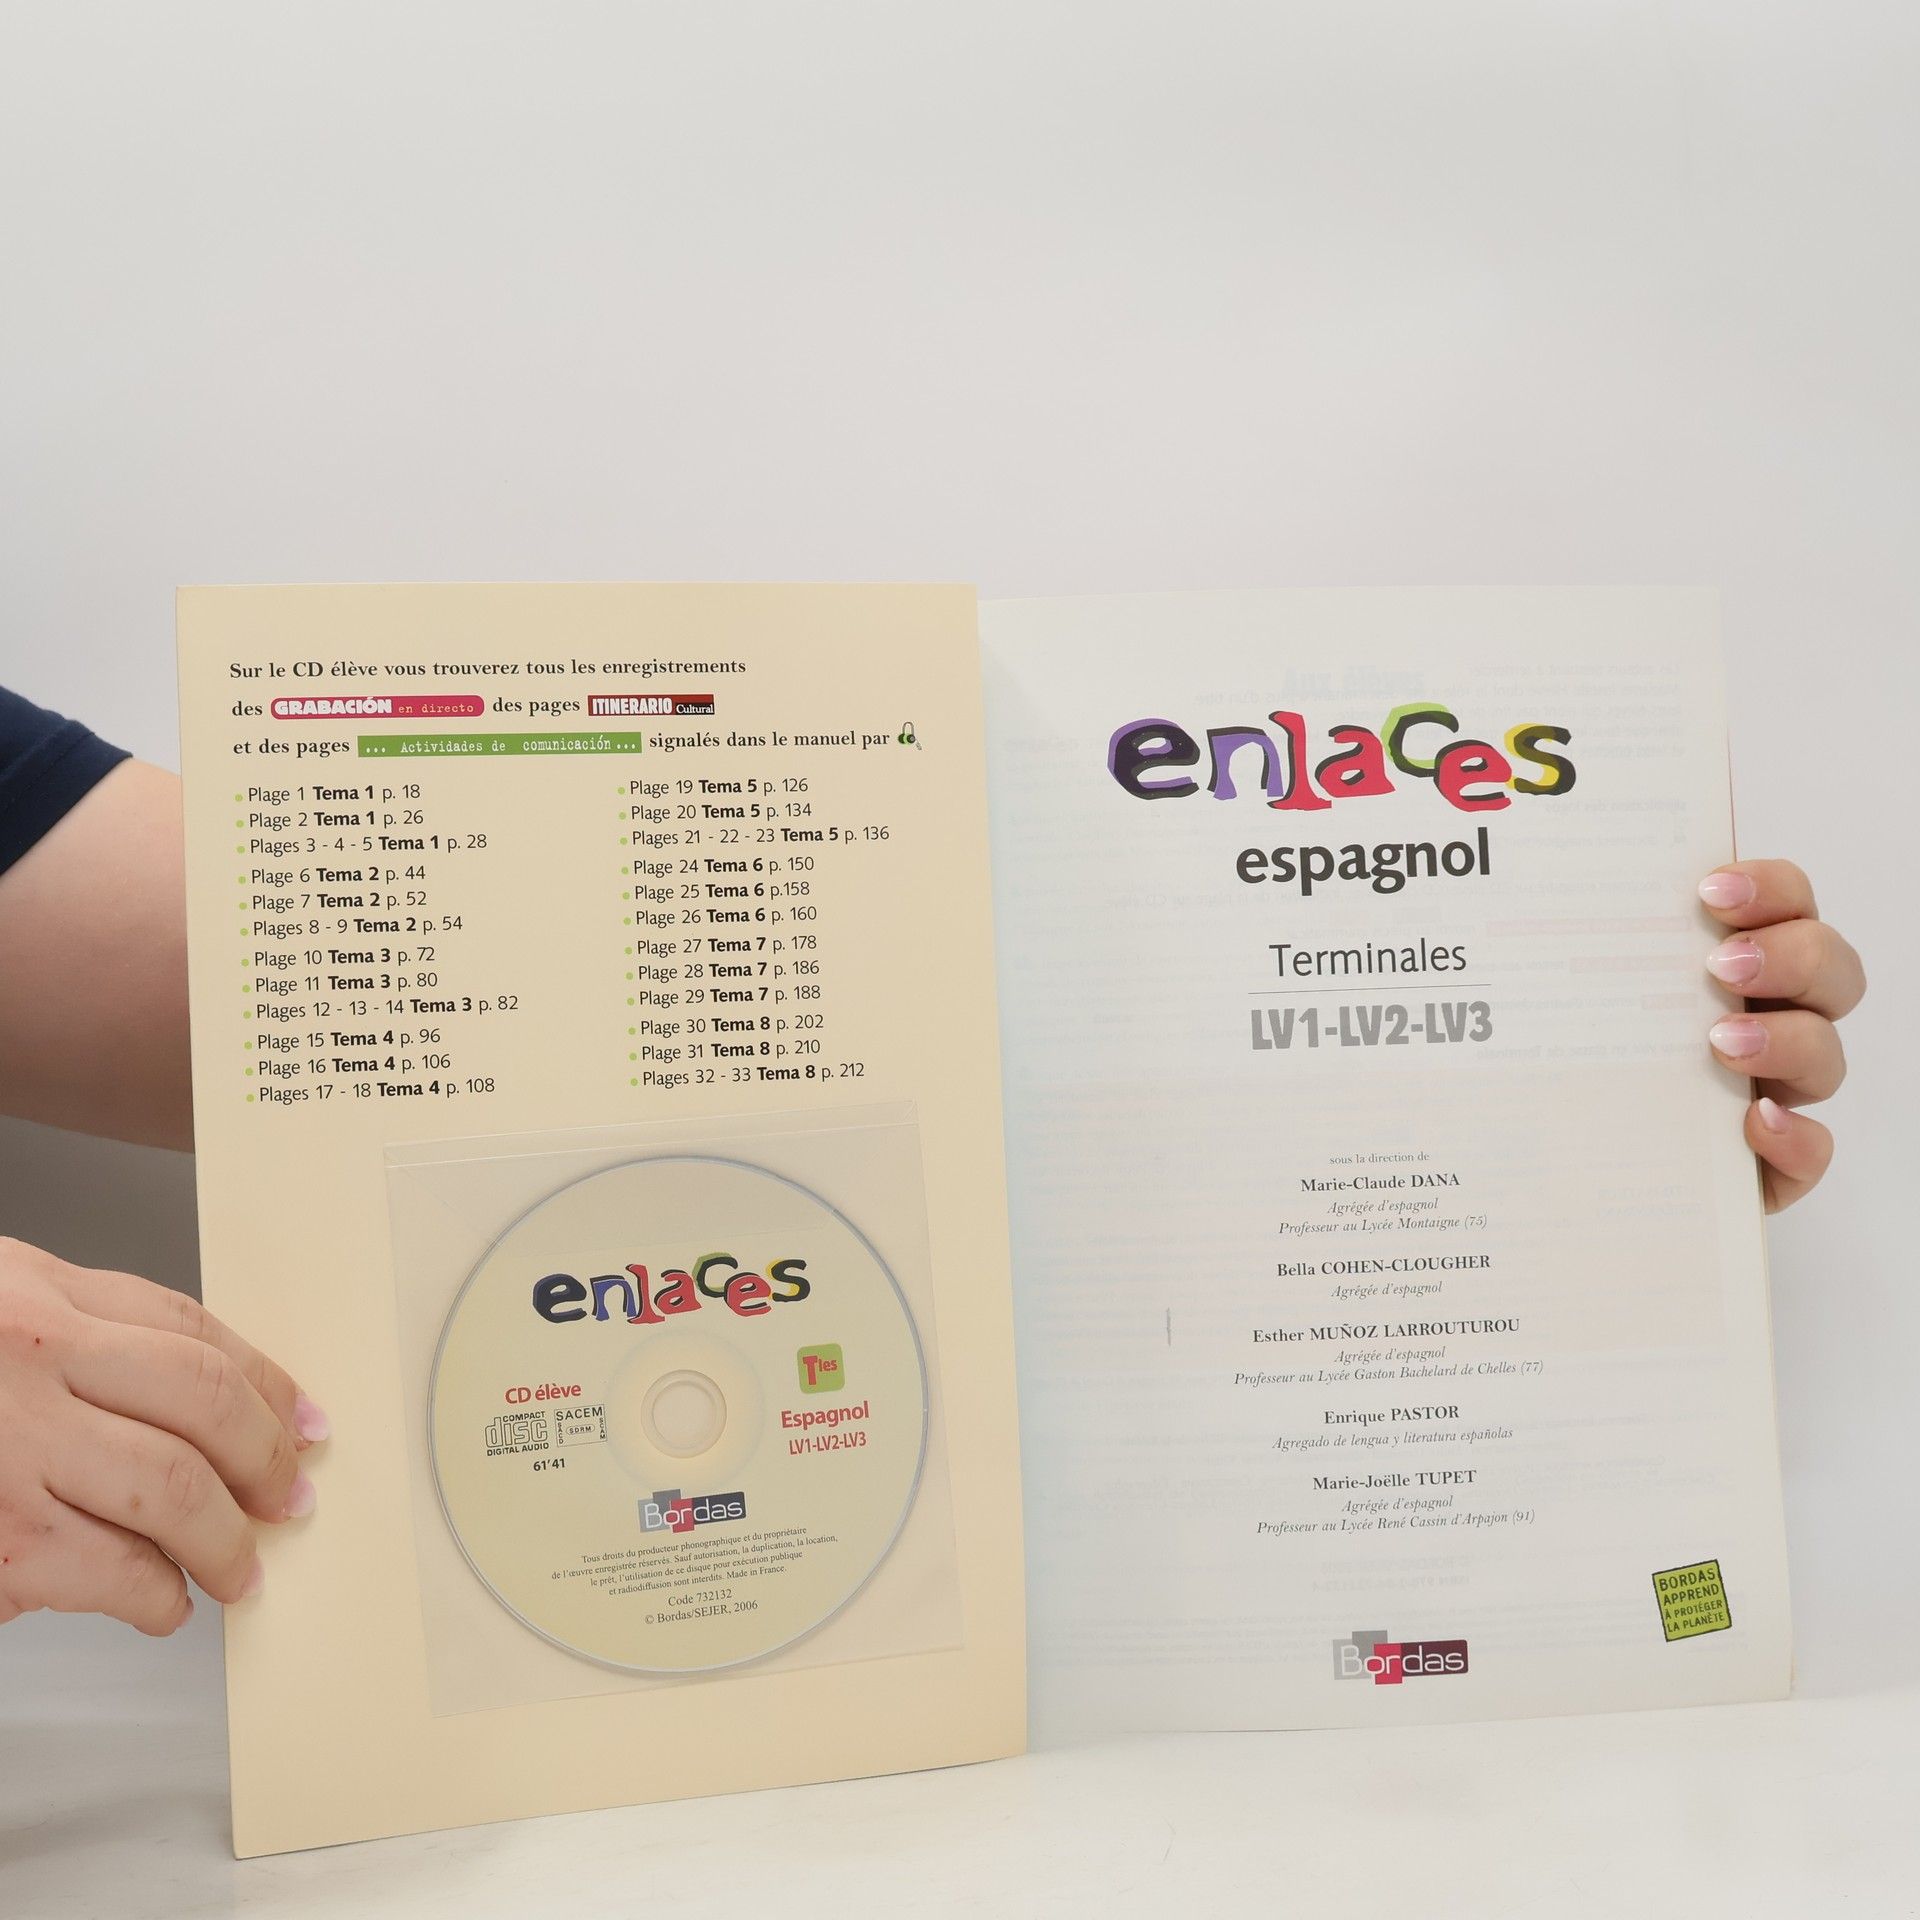 Sur le CD élève vous trouverez tous les enregistrements
des GRABACIÓN en directo des pages ITINERARIO Cultural
et des pages ... Actividades de comunicación ... signalés dans le manuel par
Plage 1 Tema 1 p. 18
Plage 2 Tema 1 p. 26
Plages 3 - 4 - 5 Tema 1 p. 28
Plage 6 Tema 2 p. 44
Plage 7 Tema 2 p. 52
Plages 8 - 9 Tema 2 p. 54
Plage 10 Tema 3 p. 72
Plage 11 Tema 3 p. 80
Plages 12 - 13 - 14 Tema 3 p. 82
Plage 15 Tema 4 p. 96
Plage 16 Tema 4 p. 106
Plages 17 - 18 Tema 4 p. 108
Plage 19 Tema 5 p. 126
Plage 20 Tema 5 p. 134
Plages 21 - 22 - 23 Tema 5 p. 136
Plage 24 Tema 6 p. 150
Plage 25 Tema 6 p.158
Plage 26 Tema 6 p. 160
Plage 27 Tema 7 p. 178
Plage 28 Tema 7 p. 186
Plage 29 Tema 7 p. 188
Plage 30 Tema 8 p. 202
Plage 31 Tema 8 p. 210
Plages 32 - 33 Tema 8 p. 212
enlaces
CD élève
COMPACT
disc
DIGITAL AUDIO
SACEM
SACD
SDRM
SCAM
61'41
Tles
Espagnol
LV1-LV2-LV3
Bordas
Tous droits du producteur phonographique et du propriétaire
de l'œuvre enregistrée réservés. Sauf autorisation, la duplication, la location,
le prêt, l'utilisation de ce disque pour exécution publique
et radiodiffusion sont interdits. Made in France.
Code 732132
© Bordas/SEJER, 2006
enlaces
espagnol
Terminales
LV1-LV2-LV3
sous la direction de
Marie-Claude DANA
Agrégée d'espagnol
Professeur au Lycée Montaigne (75)
Bella COHEN-CLOUGHER
Agrégée d'espagnol
Esther MUÑOZ LARROUTUROU
Agrégée d'espagnol
Professeur au Lycée Gaston Bachelard de Chelles (77)
Enrique PASTOR
Agregado de lengua y literatura españolas
Marie-Joëlle TUPET
Agrégée d'espagnol
Professeur au Lycée René Cassin d'Arpajon (91)
BORDAS
APPREND
À PROTÉGER
LA PLANÈTE
Bordas